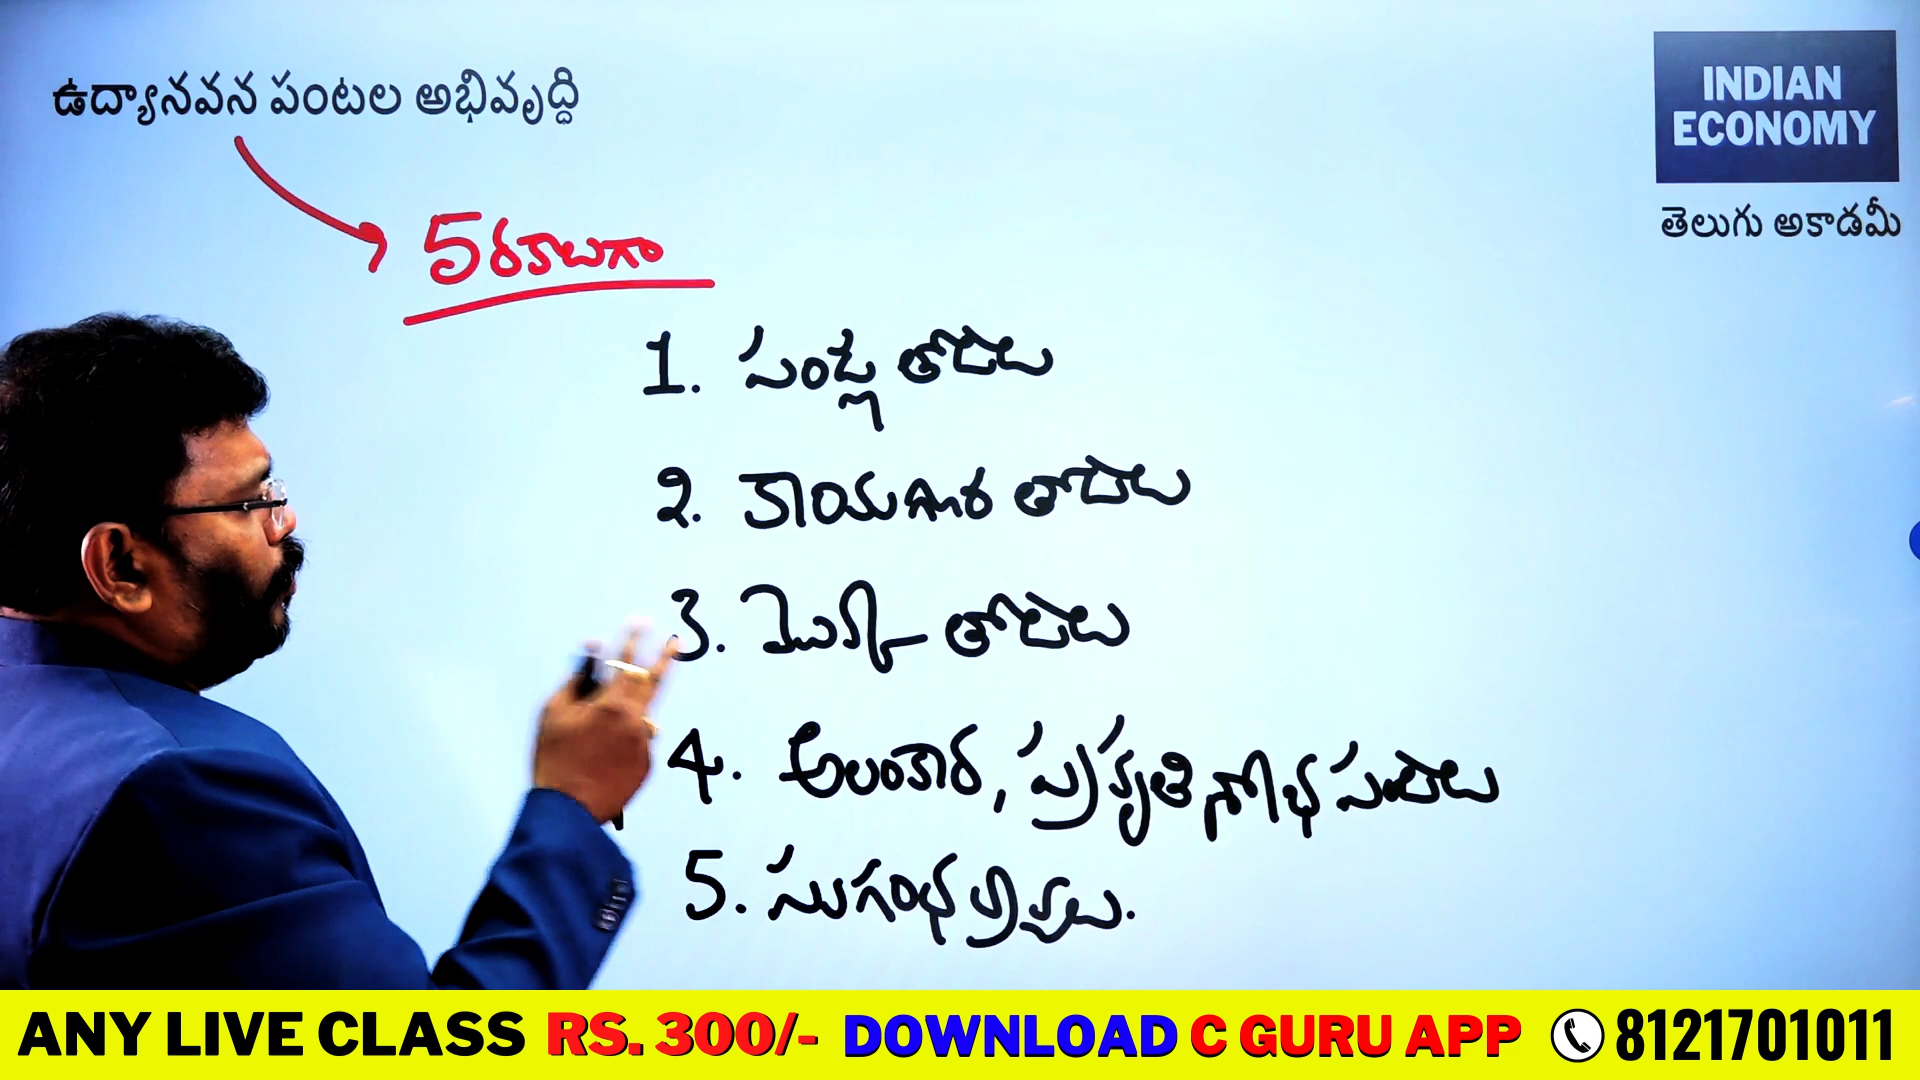 ఉద్యానవన పంటల అభివృద్ధి
INDIAN
ECONOMY
తెలుగు అకాడమీ
5 రకాలుగా
1. పండ్ల తోటలు
2. కాయగూర తోటలు
3. మొక్క తోటలు
4. అలంకార, ప్రకృతి శోభ పంటలు
5. సుగంధ ద్రవ్యాలు.
ANY LIVE CLASS RS. 300/- DOWNLOAD C GURU APP 8121701011